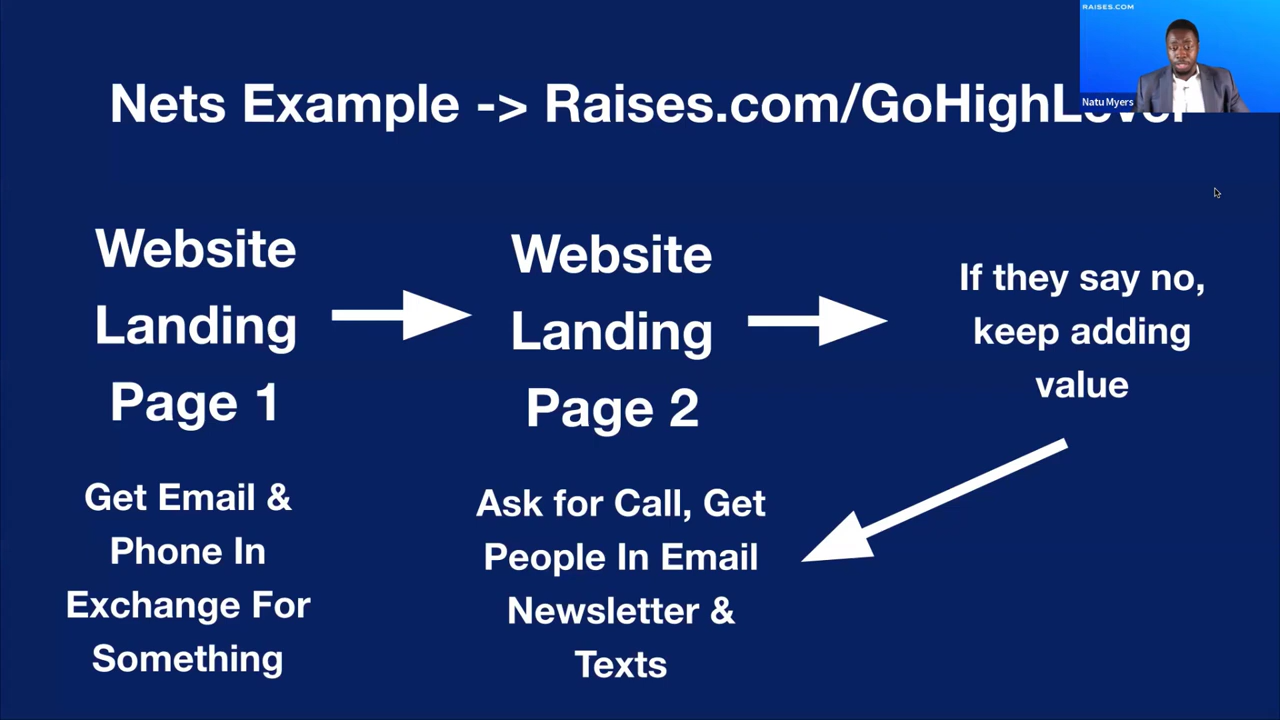 RAISES.COM
Natu Myers
Nets Example -> Raises.com/GoHighLevel
Website
Landing
Page 1
Get Email &
Phone In
Exchange For
Something
Website
Landing
Page 2
Ask for Call, Get
People In Email
Newsletter &
Texts
If they say no,
keep adding
value